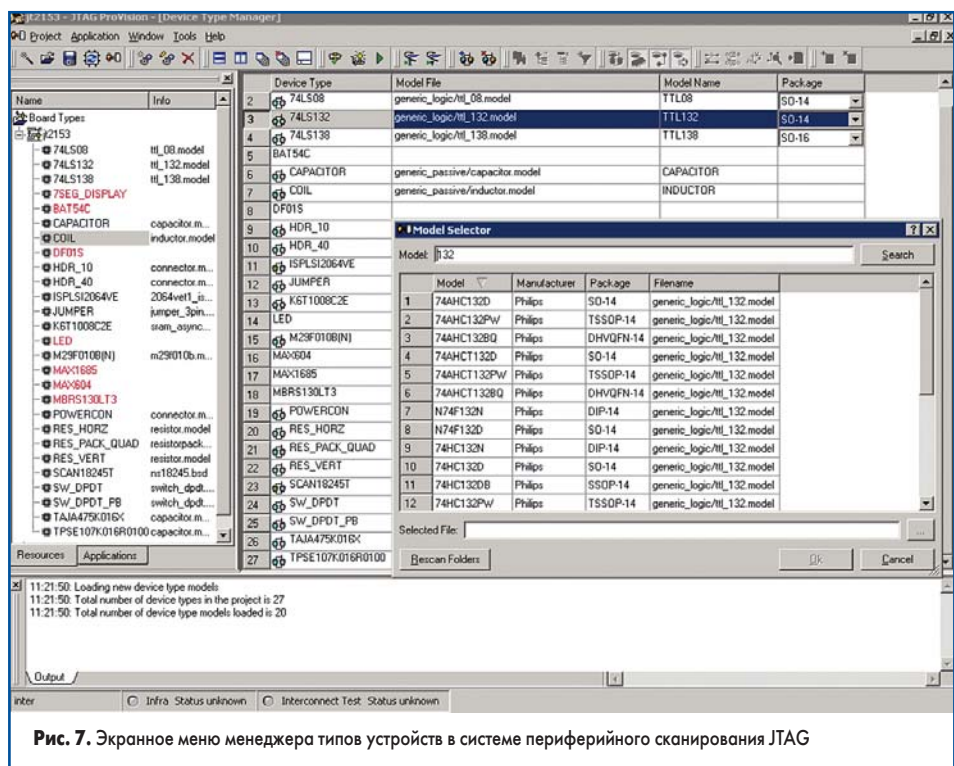 jt2153 - JTAG ProVision - [Device Type Manager]
Project Application Window Tools Help
Name Info
Board Types
jt2153
74LS08 ttl_08.model
74LS132 ttl_132.model
74LS138 ttl_138.model
7SEG_DISPLAY
BAT54C
CAPACITOR capacitor.m...
COIL inductor.model
DF01S
HDR_10 connector.m...
HDR_40 connector.m...
ISPLSI2064VE 2064vet1_is...
JUMPER jumper_3pin....
K6T1008C2E sram_async...
LED
M29F010B(N) m29f010b.m...
MAX1685
MAX604
MBRS130LT3
POWERCON connector.m...
RES_HORZ resistor.model
RES_PACK_QUAD resistorpack...
RES_VERT resistor.model
SCAN18245T ns18245.bsd
SW_DPDT switch_dpdt....
SW_DPDT_PB switch_dpdt....
TAJA475K016X capacitor.m...
TPSE107K016R0100 capacitor.m...
Resources Applications
Device Type Model File Model Name Package
2 74LS08 generic_logic/ttl_08.model TTL08 SO-14
3 74LS132 generic_logic/ttl_132.model TTL132 SO-14
4 74LS138 generic_logic/ttl_138.model TTL138 SO-16
5 BAT54C
6 CAPACITOR generic_passive/capacitor.model CAPACITOR
7 COIL generic_passive/inductor.model INDUCTOR
8 DF01S
9 HDR_10
10 HDR_40
11 ISPLSI2064VE
12 JUMPER
13 K6T1008C2E
14 LED
15 M29F010B(N)
16 MAX604
17 MAX1685
18 MBRS130LT3
19 POWERCON
20 RES_HORZ
21 RES_PACK_QUAD
22 RES_VERT
23 SCAN18245T
24 SW_DPDT
25 SW_DPDT_PB
26 TAJA475K016X
27 TPSE107K016R0100
Model Selector
Model: 132 Search
Model Manufacturer Package Filename
1 74AHC132D Philips SO-14 generic_logic/ttl_132.model
2 74AHC132PW Philips TSSOP-14 generic_logic/ttl_132.model
3 74AHC132BQ Philips DHVQFN-14 generic_logic/ttl_132.model
4 74AHCT132D Philips SO-14 generic_logic/ttl_132.model
5 74AHCT132PW Philips TSSOP-14 generic_logic/ttl_132.model
6 74AHCT132BQ Philips DHVQFN-14 generic_logic/ttl_132.model
7 N74F132N Philips DIP-14 generic_logic/ttl_132.model
8 N74F132D Philips SO-14 generic_logic/ttl_132.model
9 74HC132N Philips DIP-14 generic_logic/ttl_132.model
10 74HC132D Philips SO-14 generic_logic/ttl_132.model
11 74HC132DB Philips SSOP-14 generic_logic/ttl_132.model
12 74HC132PW Philips TSSOP-14 generic_logic/ttl_132.model
Selected File: ...
Rescan Folders Ok Cancel
11:21:50: Loading new device type models
11:21:50: Total number of device types in the project is 27
11:21:50: Total number of device type models loaded is 20
Output
inter Infra Status unknown Interconnect Test Status unknown
Рис. 7. Экранное меню менеджера типов устройств в системе периферийного сканирования JTAG